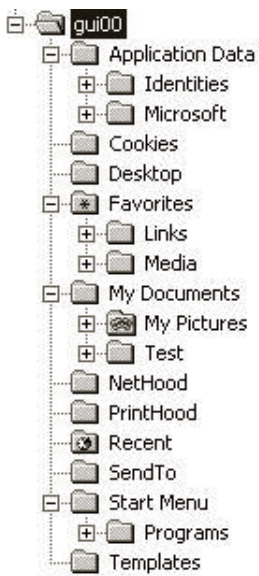 gui00
Application Data
Identities
Microsoft
Cookies
Desktop
Favorites
Links
Media
My Documents
My Pictures
Test
NetHood
PrintHood
Recent
SendTo
Start Menu
Programs
Templates